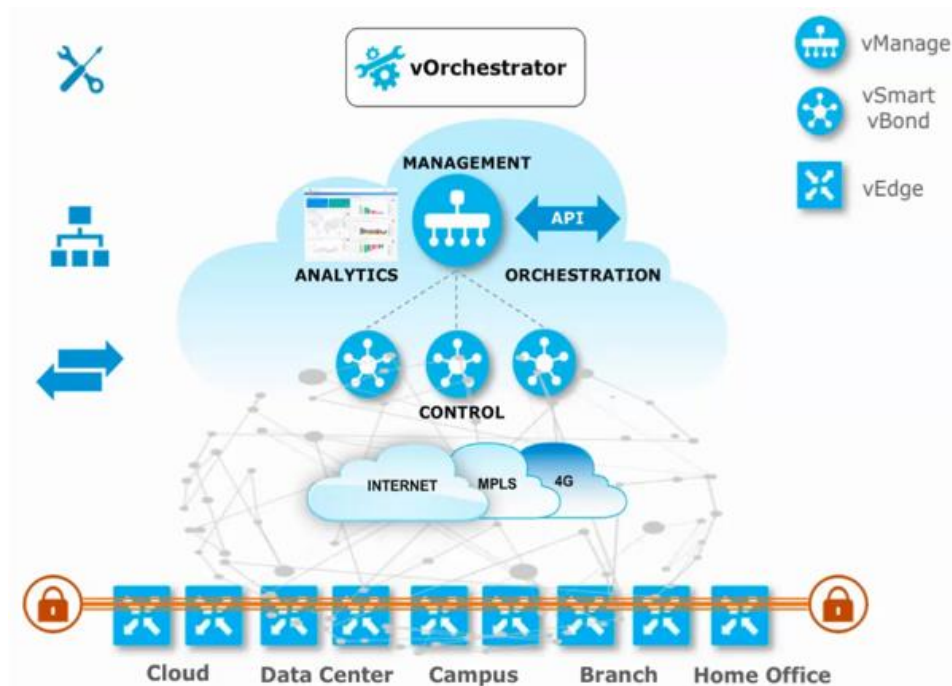 vOrchestrator
vManage
vSmart
vBond
vEdge
MANAGEMENT
API
ANALYTICS
ORCHESTRATION
CONTROL
INTERNET
MPLS
4G
Cloud
Data Center
Campus
Branch
Home Office